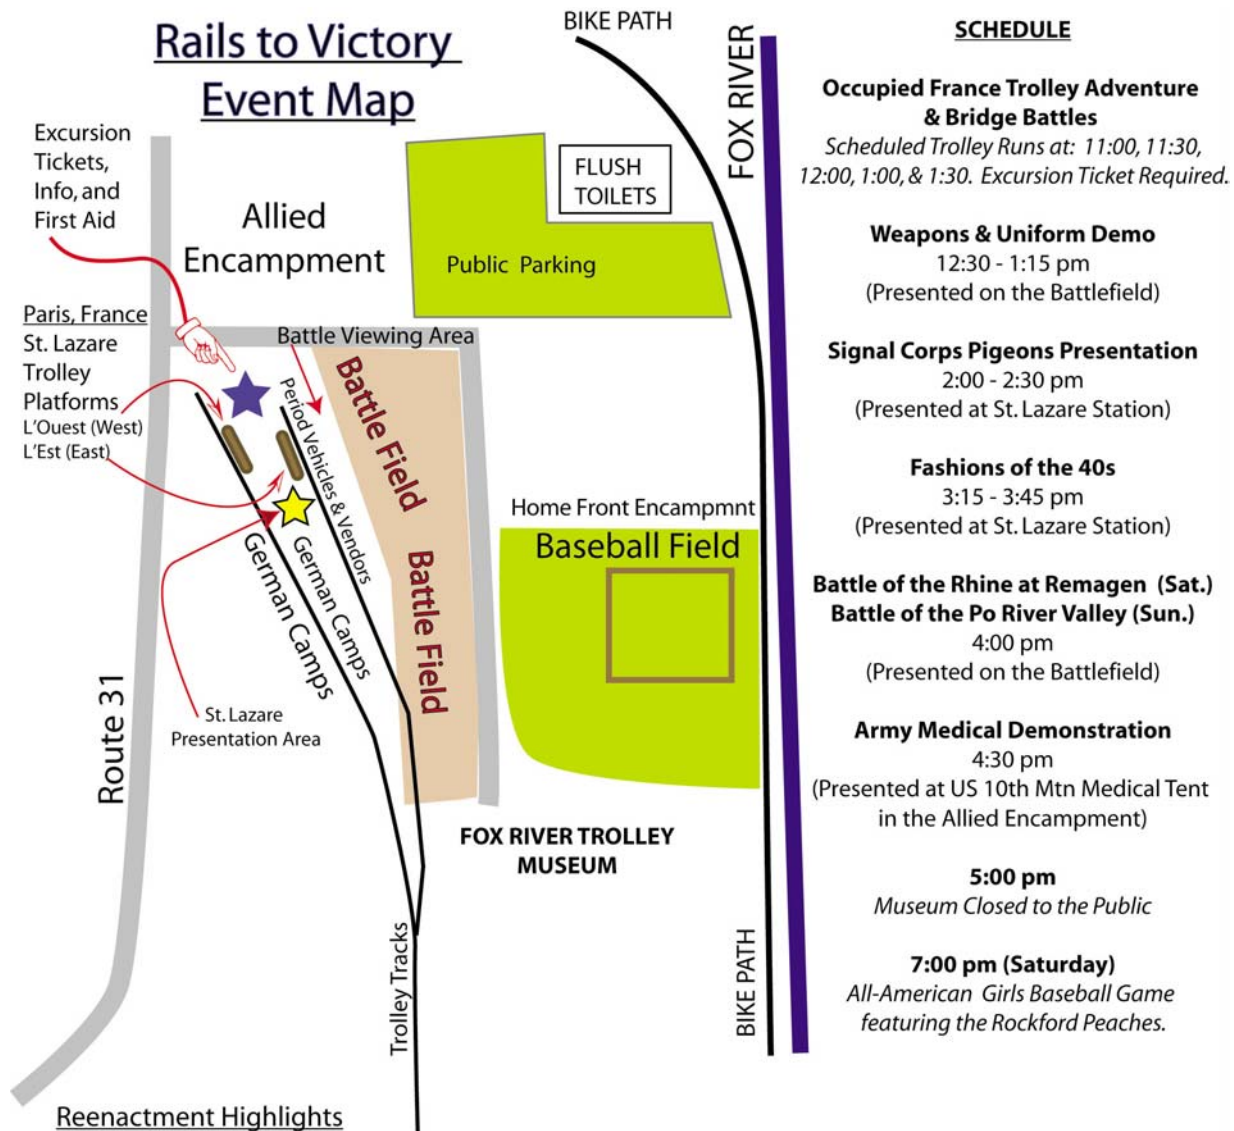 Rails to Victory
Event Map
BIKE PATH
FOX RIVER
Excursion
Tickets,
Info, and
First Aid
Allied
Encampment
FLUSH
TOILETS
Public Parking
Paris, France
St. Lazare
Trolley
Platforms
L'Ouest (West)
L'Est (East)
Battle Viewing Area
Period Vehicles & Vendors
Battle Field
Battle Field
German Camps
German Camps
Home Front Encampmnt
Baseball Field
Route 31
St. Lazare
Presentation Area
FOX RIVER TROLLEY
MUSEUM
Trolley Tracks
BIKE PATH
Reenactment Highlights
SCHEDULE
Occupied France Trolley Adventure
& Bridge Battles
Scheduled Trolley Runs at: 11:00, 11:30,
12:00, 1:00, & 1:30. Excursion Ticket Required.
Weapons & Uniform Demo
12:30 - 1:15 pm
(Presented on the Battlefield)
Signal Corps Pigeons Presentation
2:00 - 2:30 pm
(Presented at St. Lazare Station)
Fashions of the 40s
3:15 - 3:45 pm
(Presented at St. Lazare Station)
Battle of the Rhine at Remagen (Sat.)
Battle of the Po River Valley (Sun.)
4:00 pm
(Presented on the Battlefield)
Army Medical Demonstration
4:30 pm
(Presented at US 10th Mtn Medical Tent
in the Allied Encampment)
5:00 pm
Museum Closed to the Public
7:00 pm (Saturday)
All-American Girls Baseball Game
featuring the Rockford Peaches.